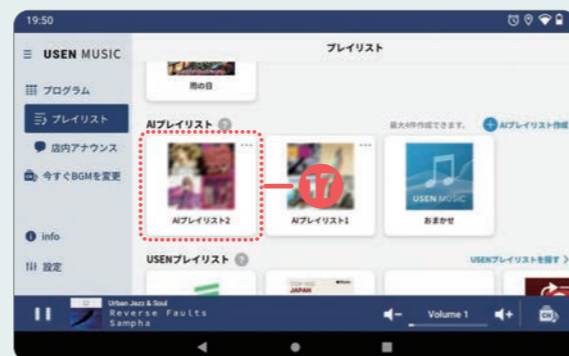 19:50
USEN MUSIC
プログラム
プレイリスト
店内アナウンス
今すぐBGMを変更
info
設定
プレイリスト
雨の日
AIプレイリスト ?
最大4件作成できます。
AIプレイリスト作成
17
AIプレイリスト2
AIプレイリスト1
USEN MUSIC
おまかせ
USENプレイリスト ?
USENプレイリストを探す >
JAPAN
Urban Jazz & Soul
Reverse Faults
Sampha
Volume 1